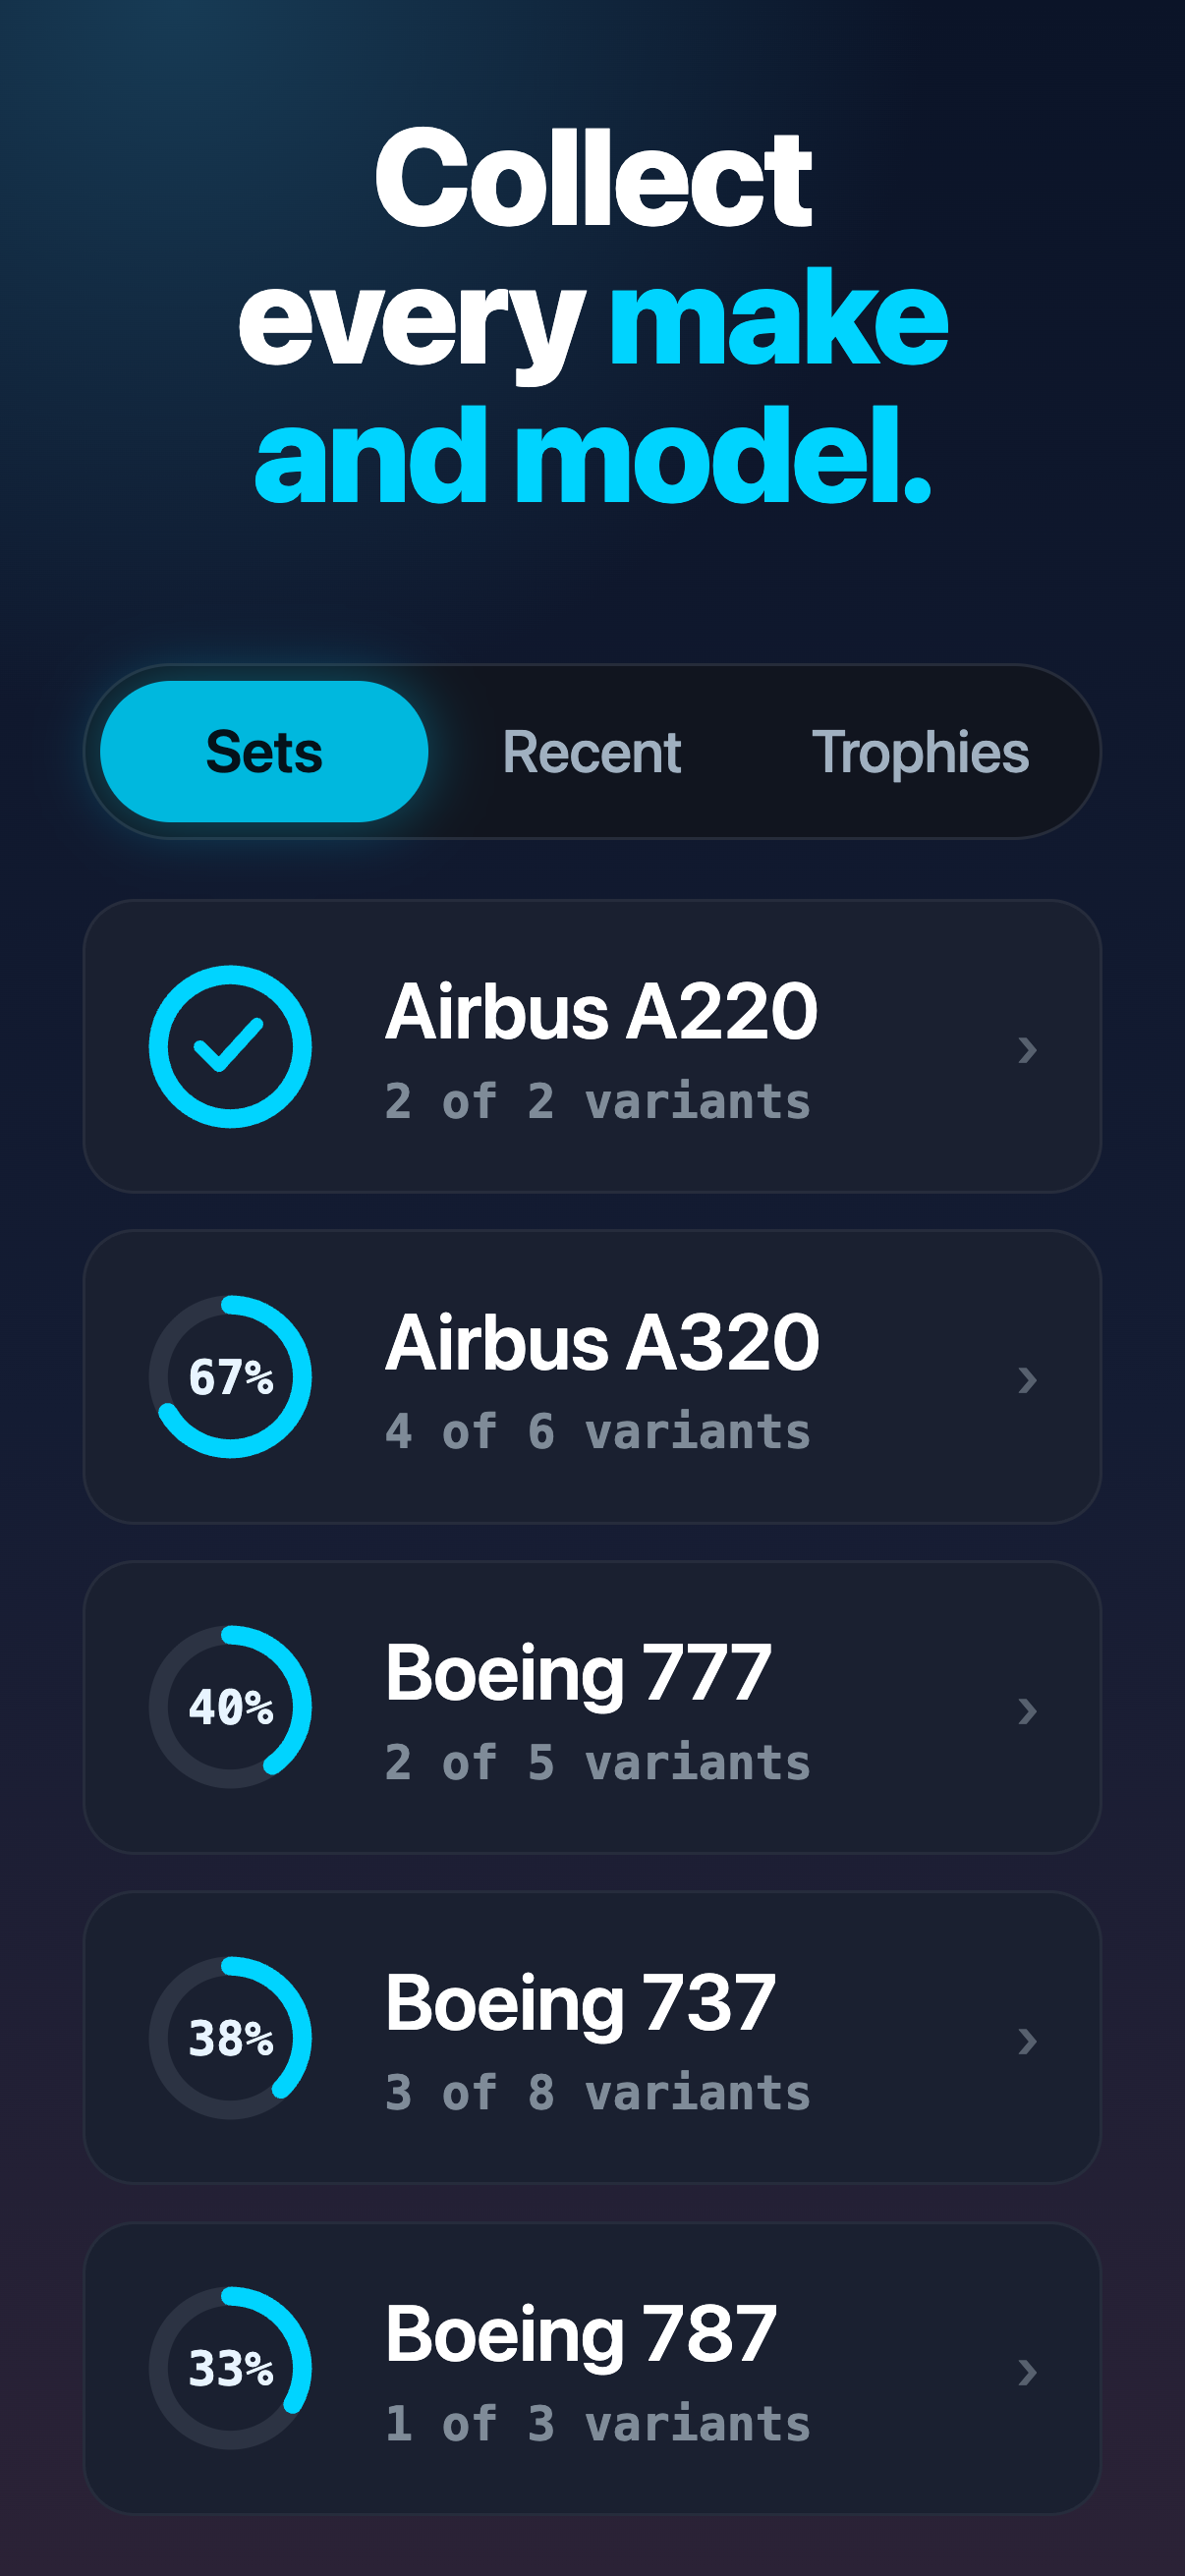 Collect
every make
and model.
Sets Recent Trophies
Airbus A220
2 of 2 variants
67%
Airbus A320
4 of 6 variants
40%
Boeing 777
2 of 5 variants
38%
Boeing 737
3 of 8 variants
33%
Boeing 787
1 of 3 variants